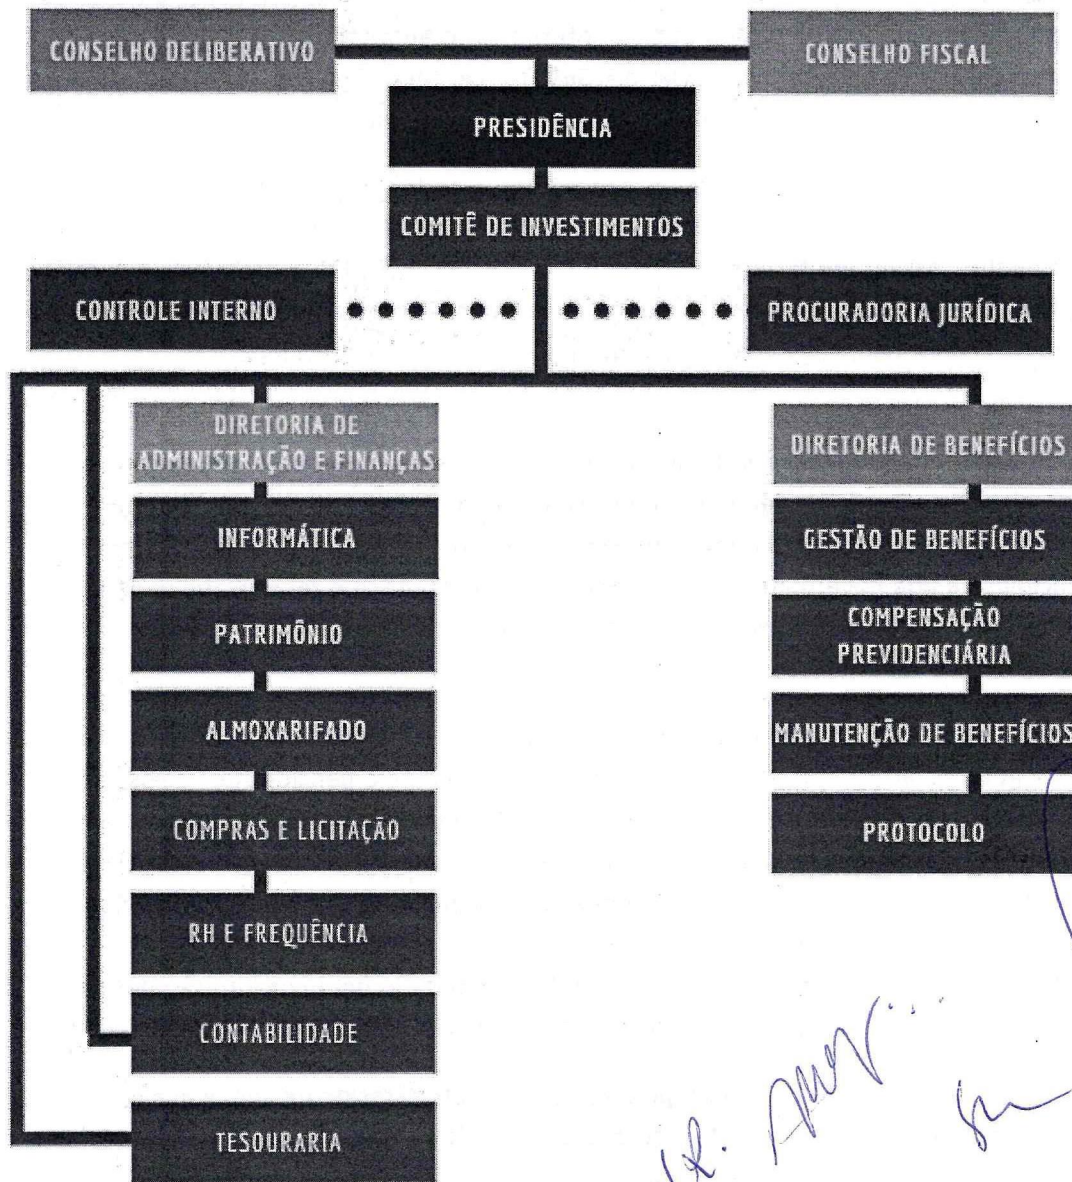 CONSELHO DELIBERATIVO
CONSELHO FISCAL
PRESIDÊNCIA
COMITÊ DE INVESTIMENTOS
CONTROLE INTERNO
PROCURADORIA JURÍDICA
DIRETORIA DE
ADMINISTRAÇÃO E FINANÇAS
INFORMÁTICA
PATRIMÔNIO
ALMOXARIFADO
COMPRAS E LICITAÇÃO
RH E FREQUÊNCIA
CONTABILIDADE
TESOURARIA
DIRETORIA DE BENEFÍCIOS
GESTÃO DE BENEFÍCIOS
COMPENSAÇÃO
PREVIDENCIÁRIA
MANUTENÇÃO DE BENEFÍCIOS
PROTOCOLO